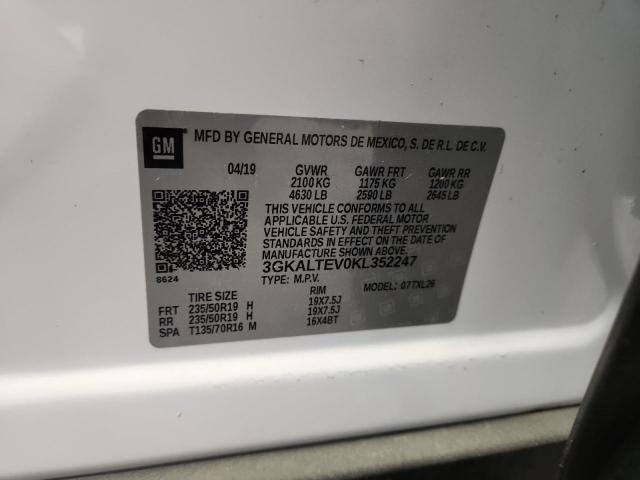 GM
MFD BY GENERAL MOTORS DE MEXICO, S. DE R.L. DE C.V.
04/19 GVWR GAWR FRT GAWR RR
2100 KG 1175 KG 1200 KG
4630 LB 2590 LB 2645 LB
THIS VEHICLE CONFORMS TO ALL
APPLICABLE U.S. FEDERAL MOTOR
VEHICLE SAFETY AND THEFT PREVENTION
STANDARDS IN EFFECT ON THE DATE OF
MANUFACTURE SHOWN ABOVE.
8624
3GKALTEV0KL352247
TYPE: M.P.V. MODEL: 07TXL26
TIRE SIZE RIM
FRT 235/50R19 H 19X7.5J
RR 235/50R19 H 19X7.5J
SPA T135/70R16 M 16X4BT